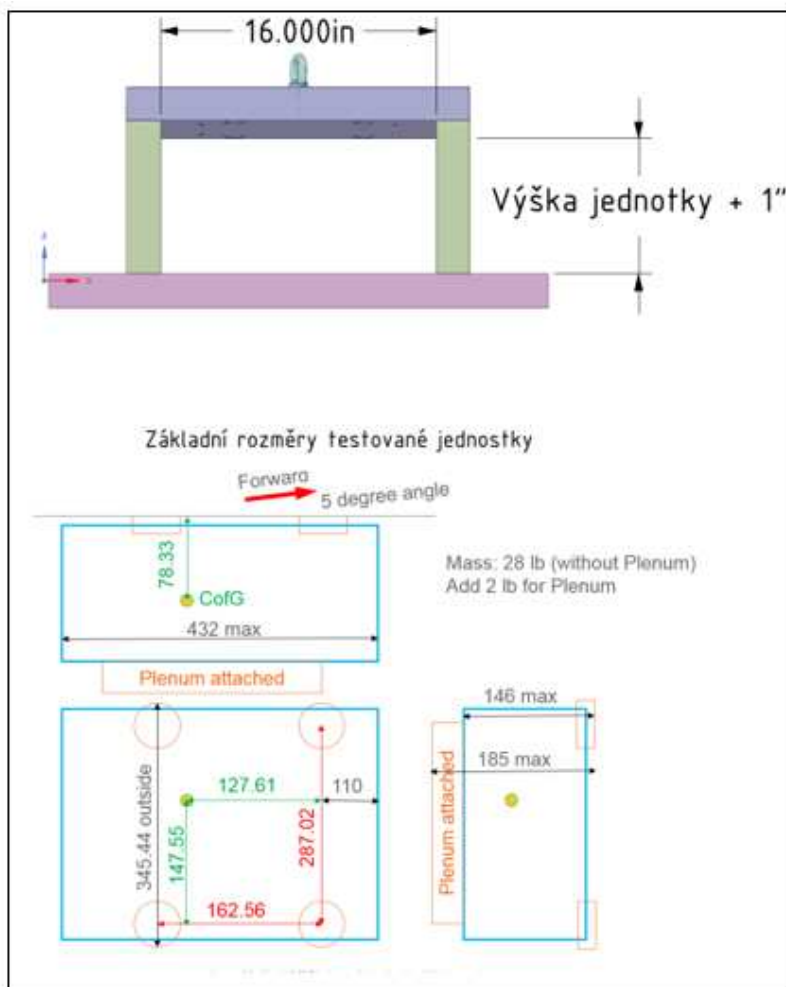 16.000in
Výška jednotky + 1"
Základní rozměry testované jednostky
Forward
5 degree angle
78.33
CofG
432 max
Mass: 28 lb (without Plenum)
Add 2 lb for Plenum
Plenum attached
345.44 outside
127.61
110
147.55
287.02
162.56
146 max
185 max
Plenum attached